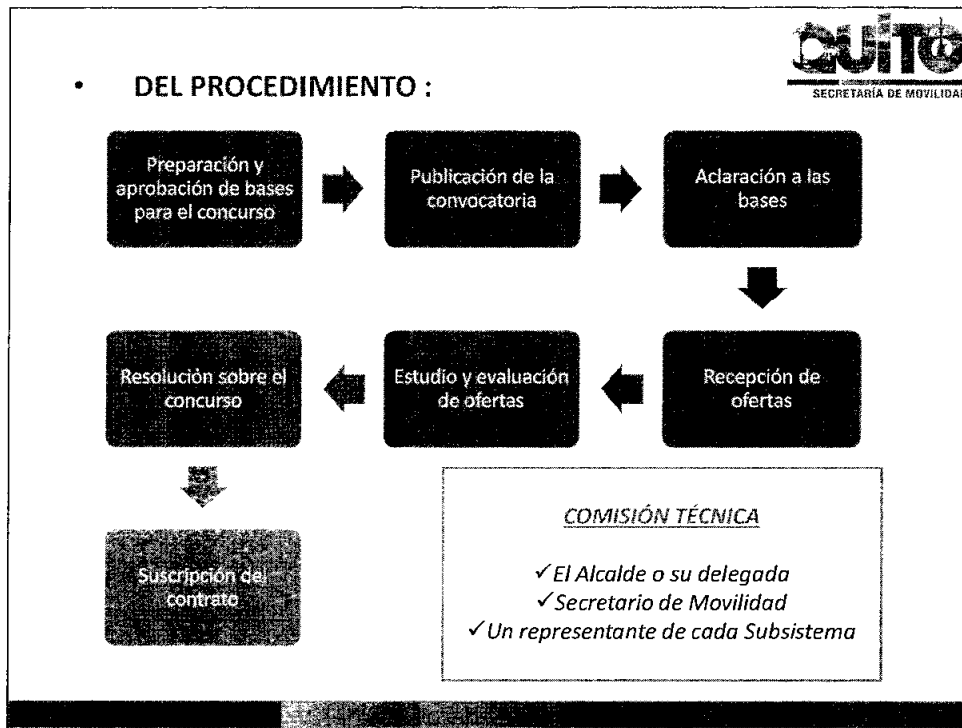 QUITO
SECRETARÍA DE MOVILIDAD
• DEL PROCEDIMIENTO :
Preparación y
aprobación de bases
para el concurso
Publicación de la
convocatoria
Aclaración a las
bases
Recepción de
ofertas
Estudio y evaluación
de ofertas
Resolución sobre el
concurso
Suscripción del
contrato
COMISIÓN TÉCNICA
✓El Alcalde o su delegada
✓Secretario de Movilidad
✓Un representante de cada Subsistema